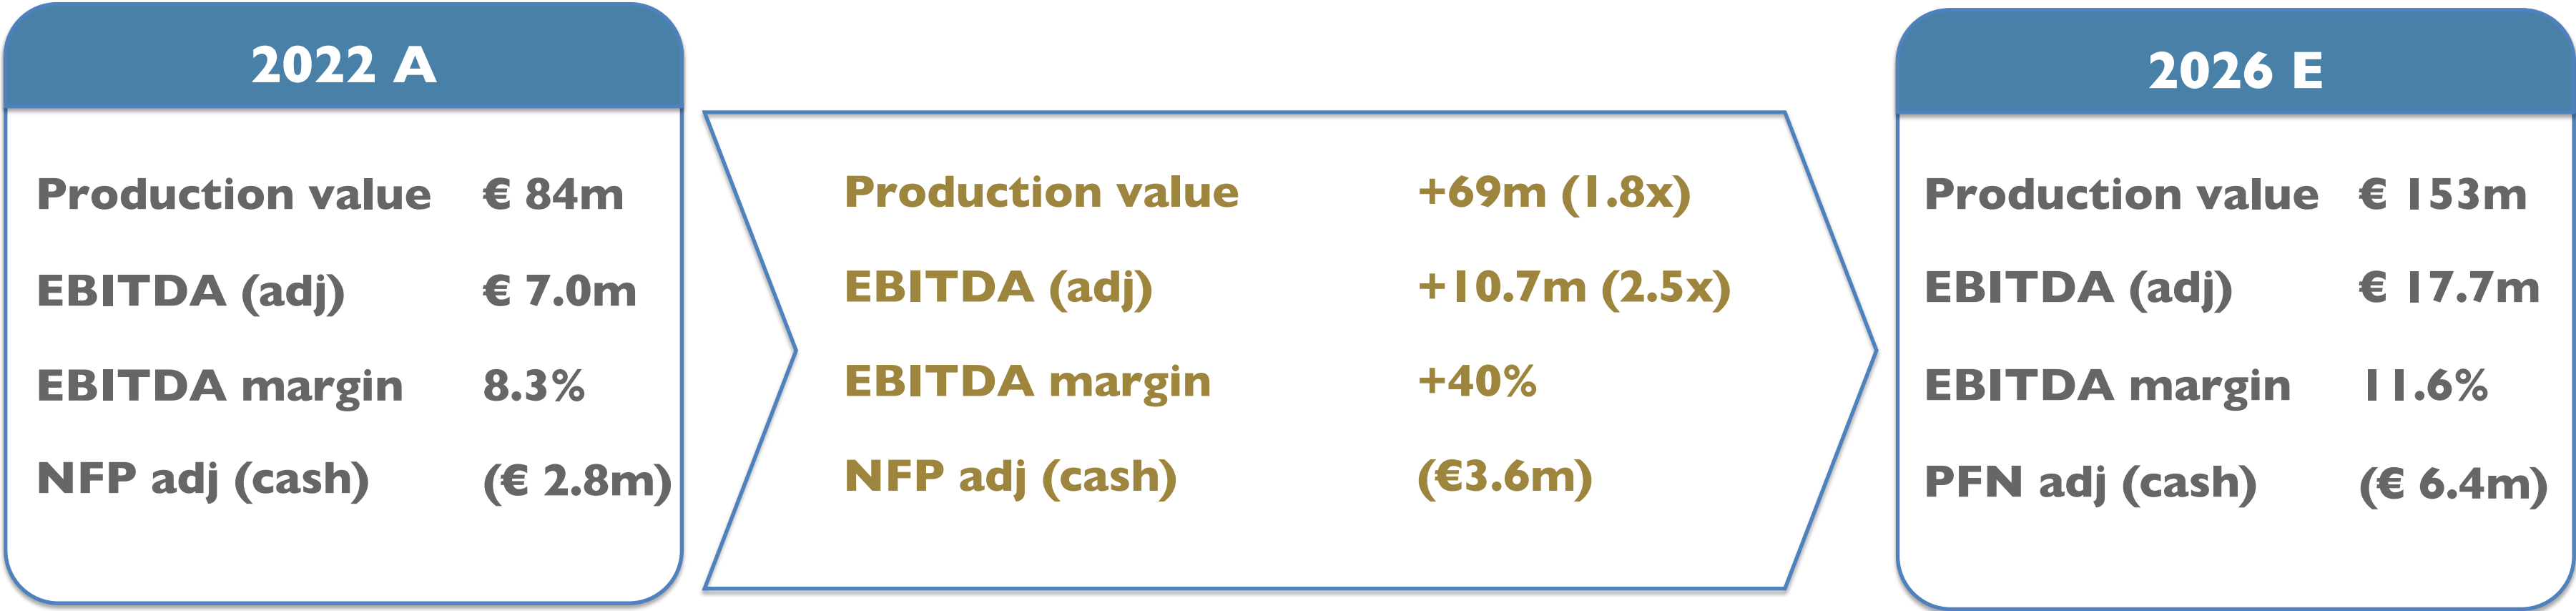 2022 A
Production value € 84m
EBITDA (adj) € 7.0m
EBITDA margin 8.3%
NFP adj (cash) (€ 2.8m)
Production value +69m (1.8x)
EBITDA (adj) +10.7m (2.5x)
EBITDA margin +40%
NFP adj (cash) (€3.6m)
2026 E
Production value € 153m
EBITDA (adj) € 17.7m
EBITDA margin 11.6%
PFN adj (cash) (€ 6.4m)